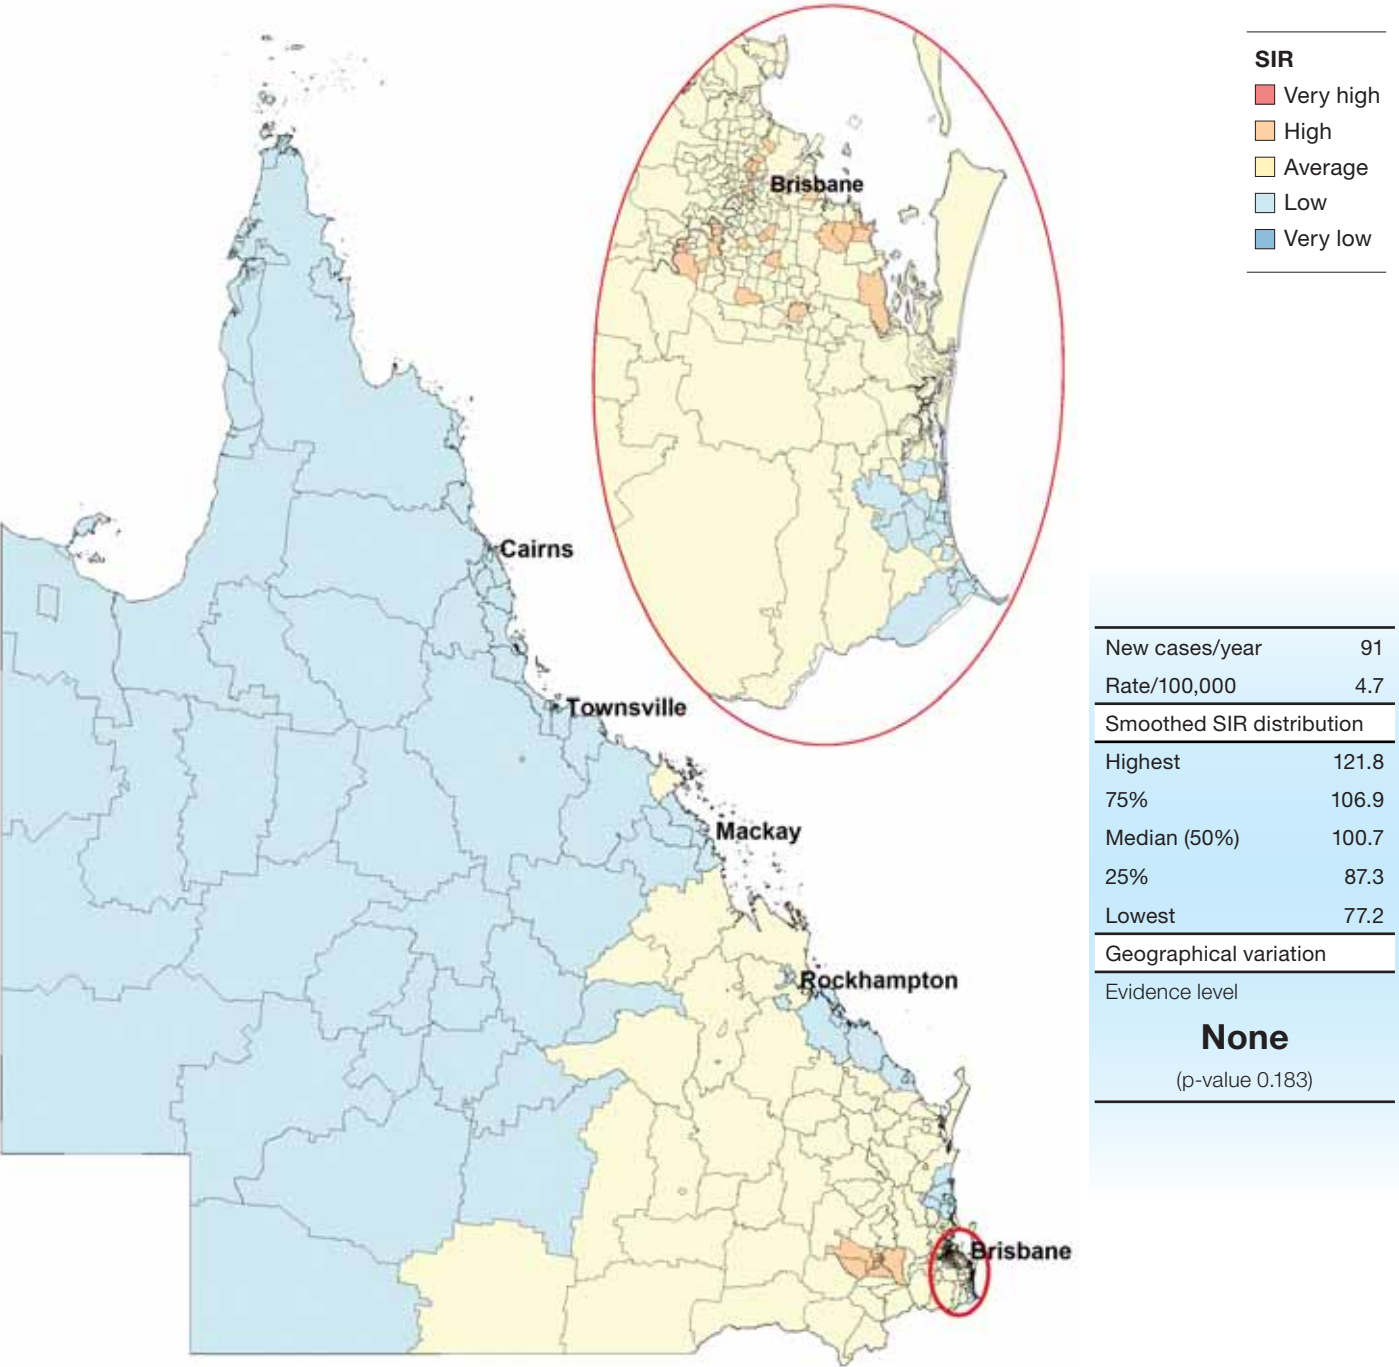 Brisbane
Cairns
Townsville
Mackay
Rockhampton
Brisbane
SIR
Very high
High
Average
Low
Very low
New cases/year 91
Rate/100,000 4.7
Smoothed SIR distribution
Highest 121.8
75% 106.9
Median (50%) 100.7
25% 87.3
Lowest 77.2
Geographical variation
Evidence level
None
(p-value 0.183)